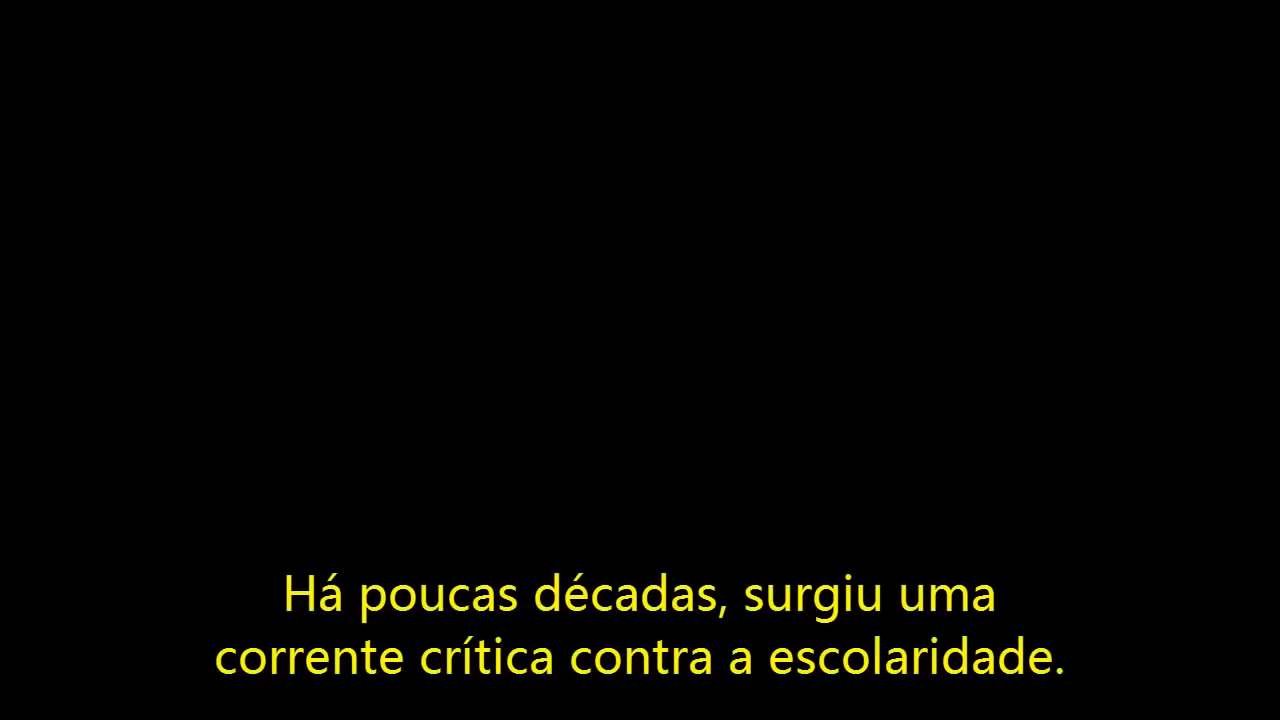 Há poucas décadas, surgiu uma
corrente crítica contra a escolaridade.